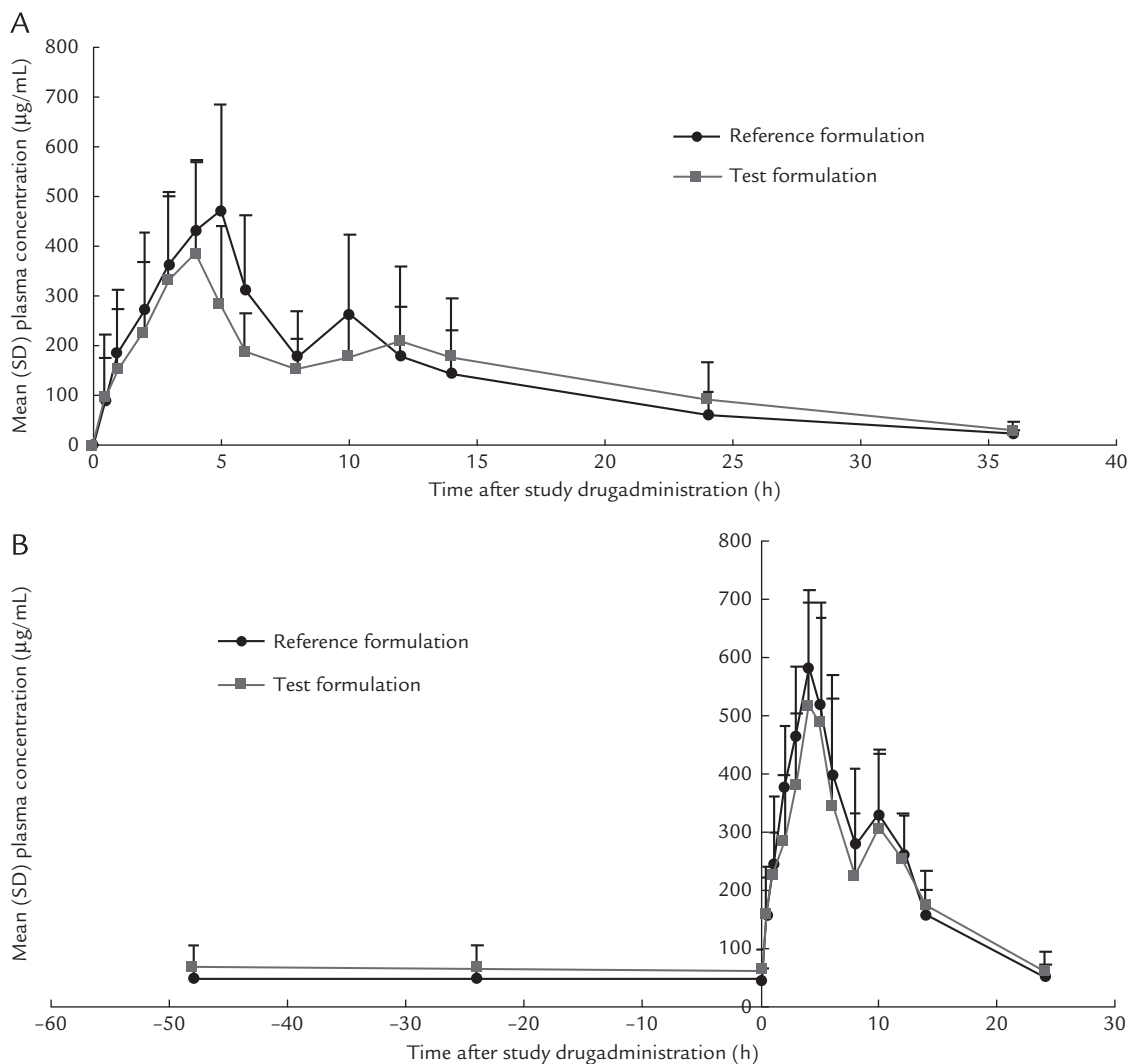 A
Mean (SD) plasma concentration (µg/mL)
800
700
600
500
400
300
200
100
0
Reference formulation
Test formulation
0 5 10 15 20 25 30 35 40
Time after study drugadministration (h)
B
Mean (SD) plasma concentration (µg/mL)
800
700
600
500
400
300
200
100
0
Reference formulation
Test formulation
–60 –50 –40 –30 –20 –10 0 10 20 30
Time after study drugadministration (h)